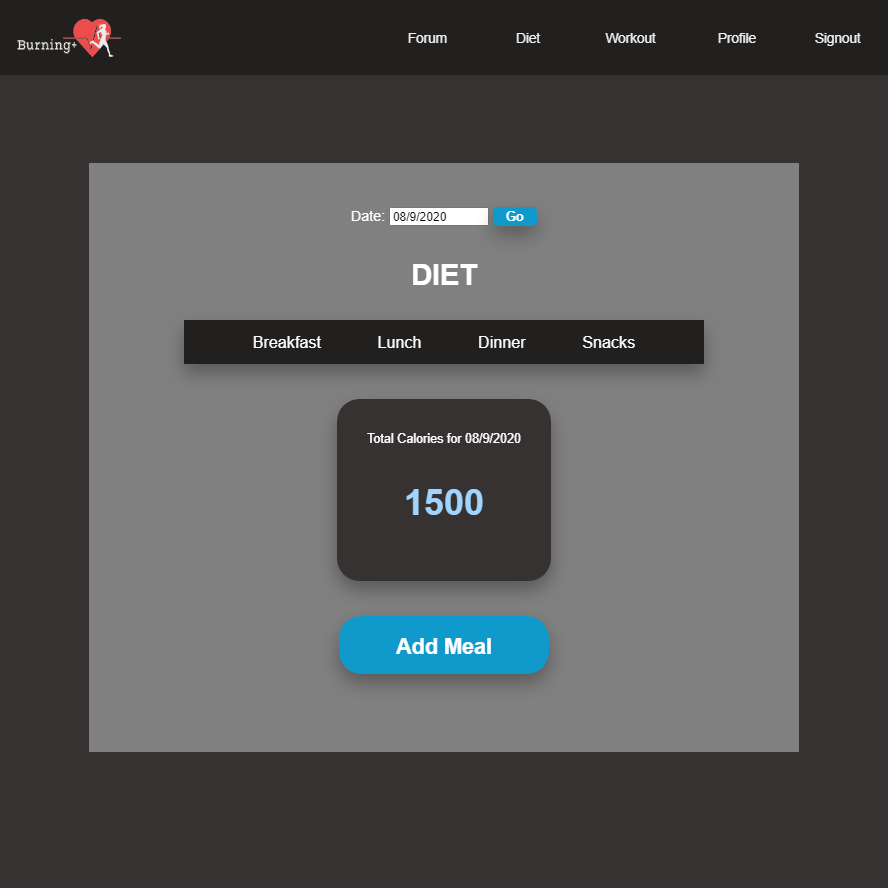 Burning+
Forum Diet Workout Profile Signout
Date: 08/9/2020 Go
DIET
Breakfast Lunch Dinner Snacks
Total Calories for 08/9/2020
1500
Add Meal